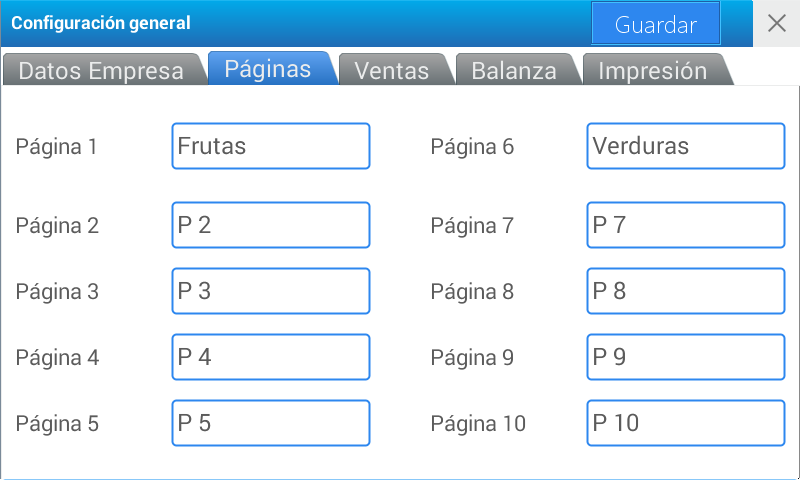 Configuración general
Guardar
Datos Empresa
Páginas
Ventas
Balanza
Impresión
Página 1
Frutas
Página 6
Verduras
Página 2
P 2
Página 7
P 7
Página 3
P 3
Página 8
P 8
Página 4
P 4
Página 9
P 9
Página 5
P 5
Página 10
P 10